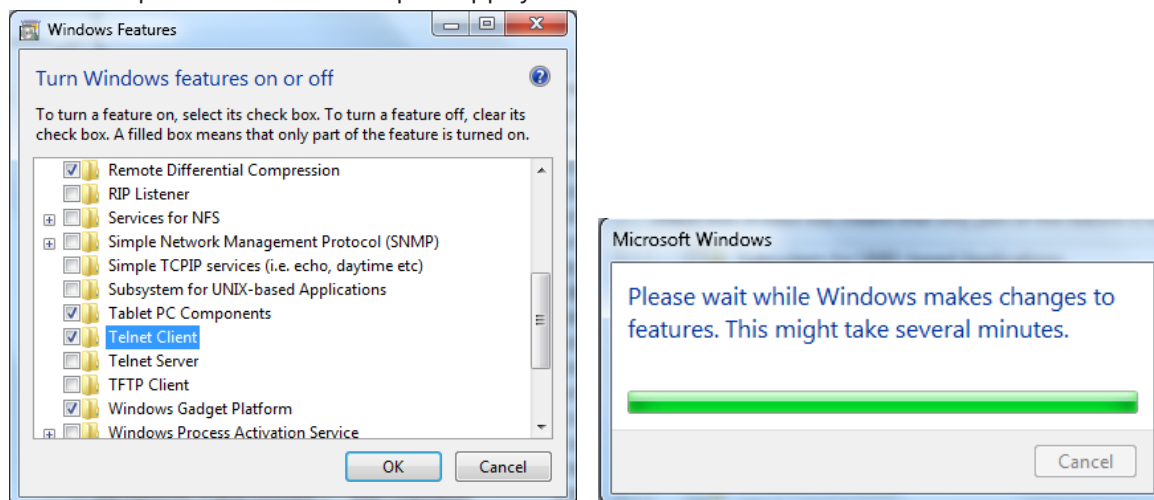 Windows Features
Turn Windows features on or off
To turn a feature on, select its check box. To turn a feature off, clear its
check box. A filled box means that only part of the feature is turned on.
Remote Differential Compression
RIP Listener
Services for NFS
Simple Network Management Protocol (SNMP)
Simple TCPIP services (i.e. echo, daytime etc)
Subsystem for UNIX-based Applications
Tablet PC Components
Telnet Client
Telnet Server
TFTP Client
Windows Gadget Platform
Windows Process Activation Service
OK Cancel
Microsoft Windows
Please wait while Windows makes changes to
features. This might take several minutes.
Cancel